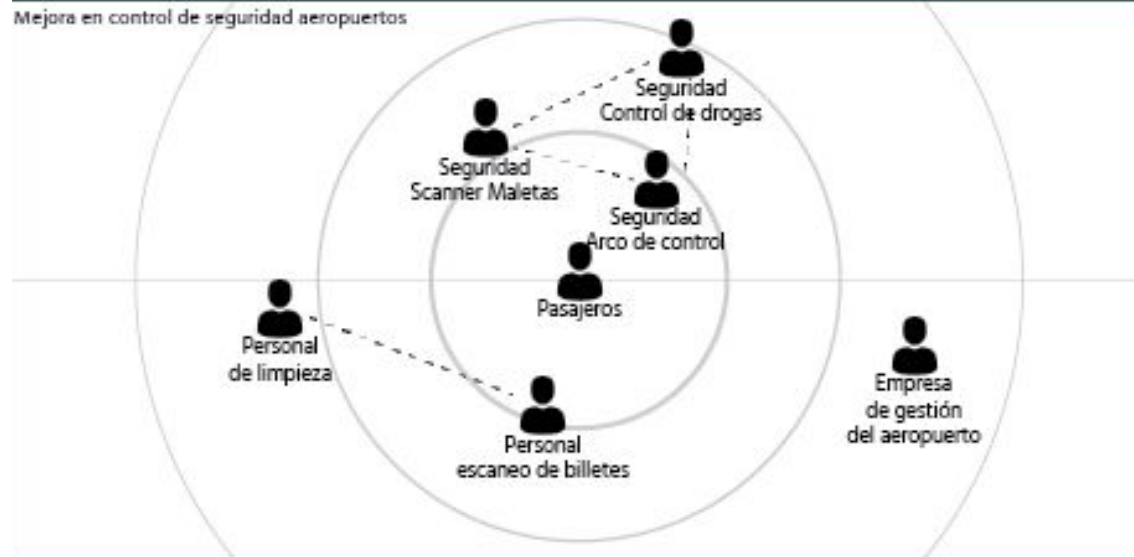 Mejora en control de seguridad aeropuertos
Seguridad
Control de drogas
Seguridad
Scanner Maletas
Seguridad
Arco de control
Pasajeros
Personal
de limpieza
Empresa
de gestión
del aeropuerto
Personal
escaneo de billetes